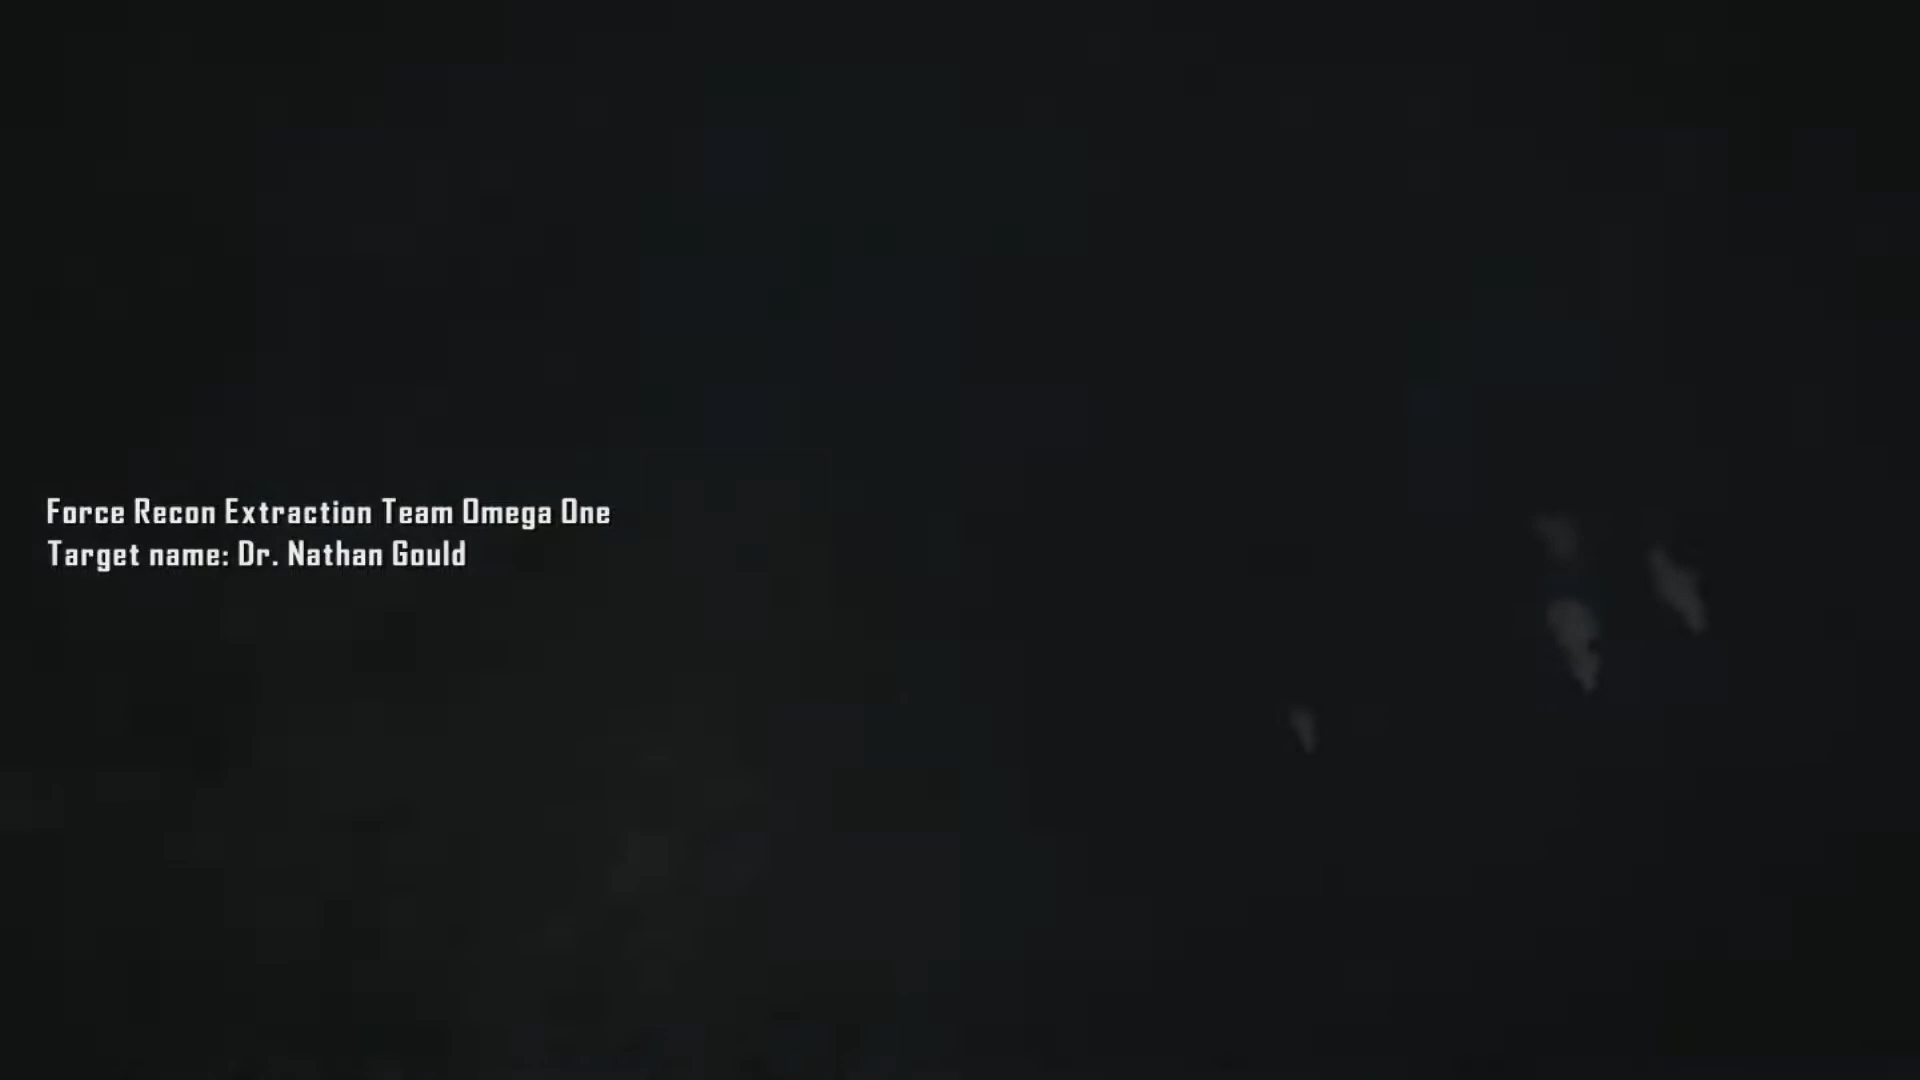 Force Recon Extraction Team Omega One
Target name: Dr. Nathan Gould